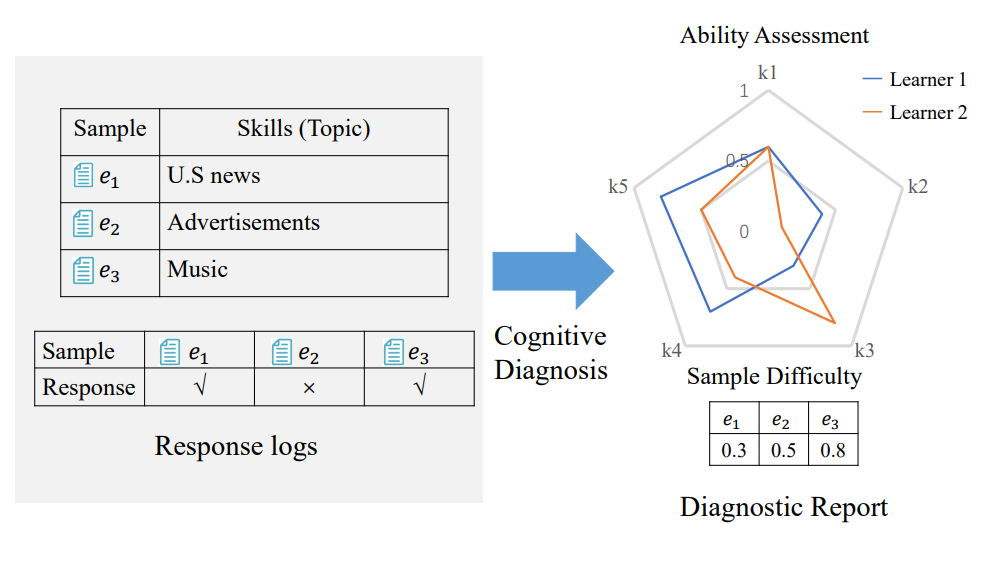 Sample Skills (Topic)
e1 U.S news
e2 Advertisements
e3 Music
Sample e1 e2 e3
Response √ × √
Response logs
Cognitive
Diagnosis
Ability Assessment
k1
1
0.5
0
k5
k2
k4
k3
Learner 1
Learner 2
Sample Difficulty
e1 e2 e3
0.3 0.5 0.8
Diagnostic Report